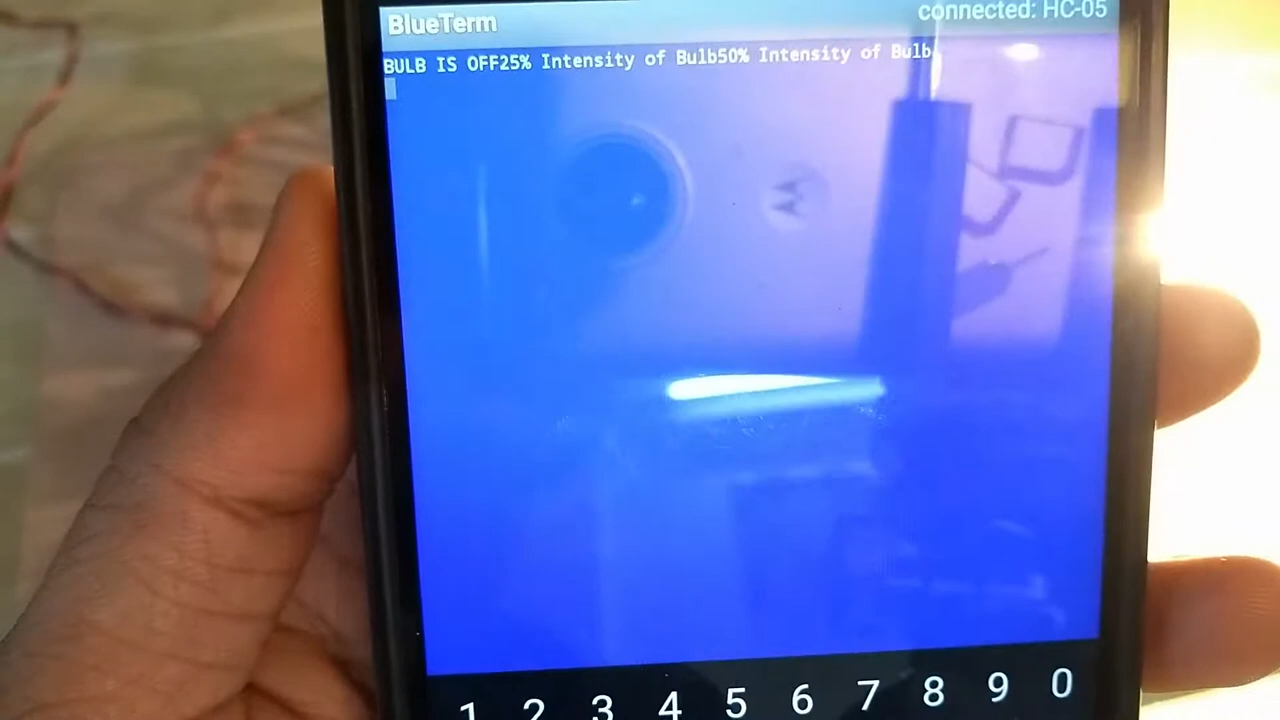 BlueTerm
connected: HC-05
BULB IS OFF25% Intensity of Bulb50% Intensity of Bulb
1 2 3 4 5 6 7 8 9 0